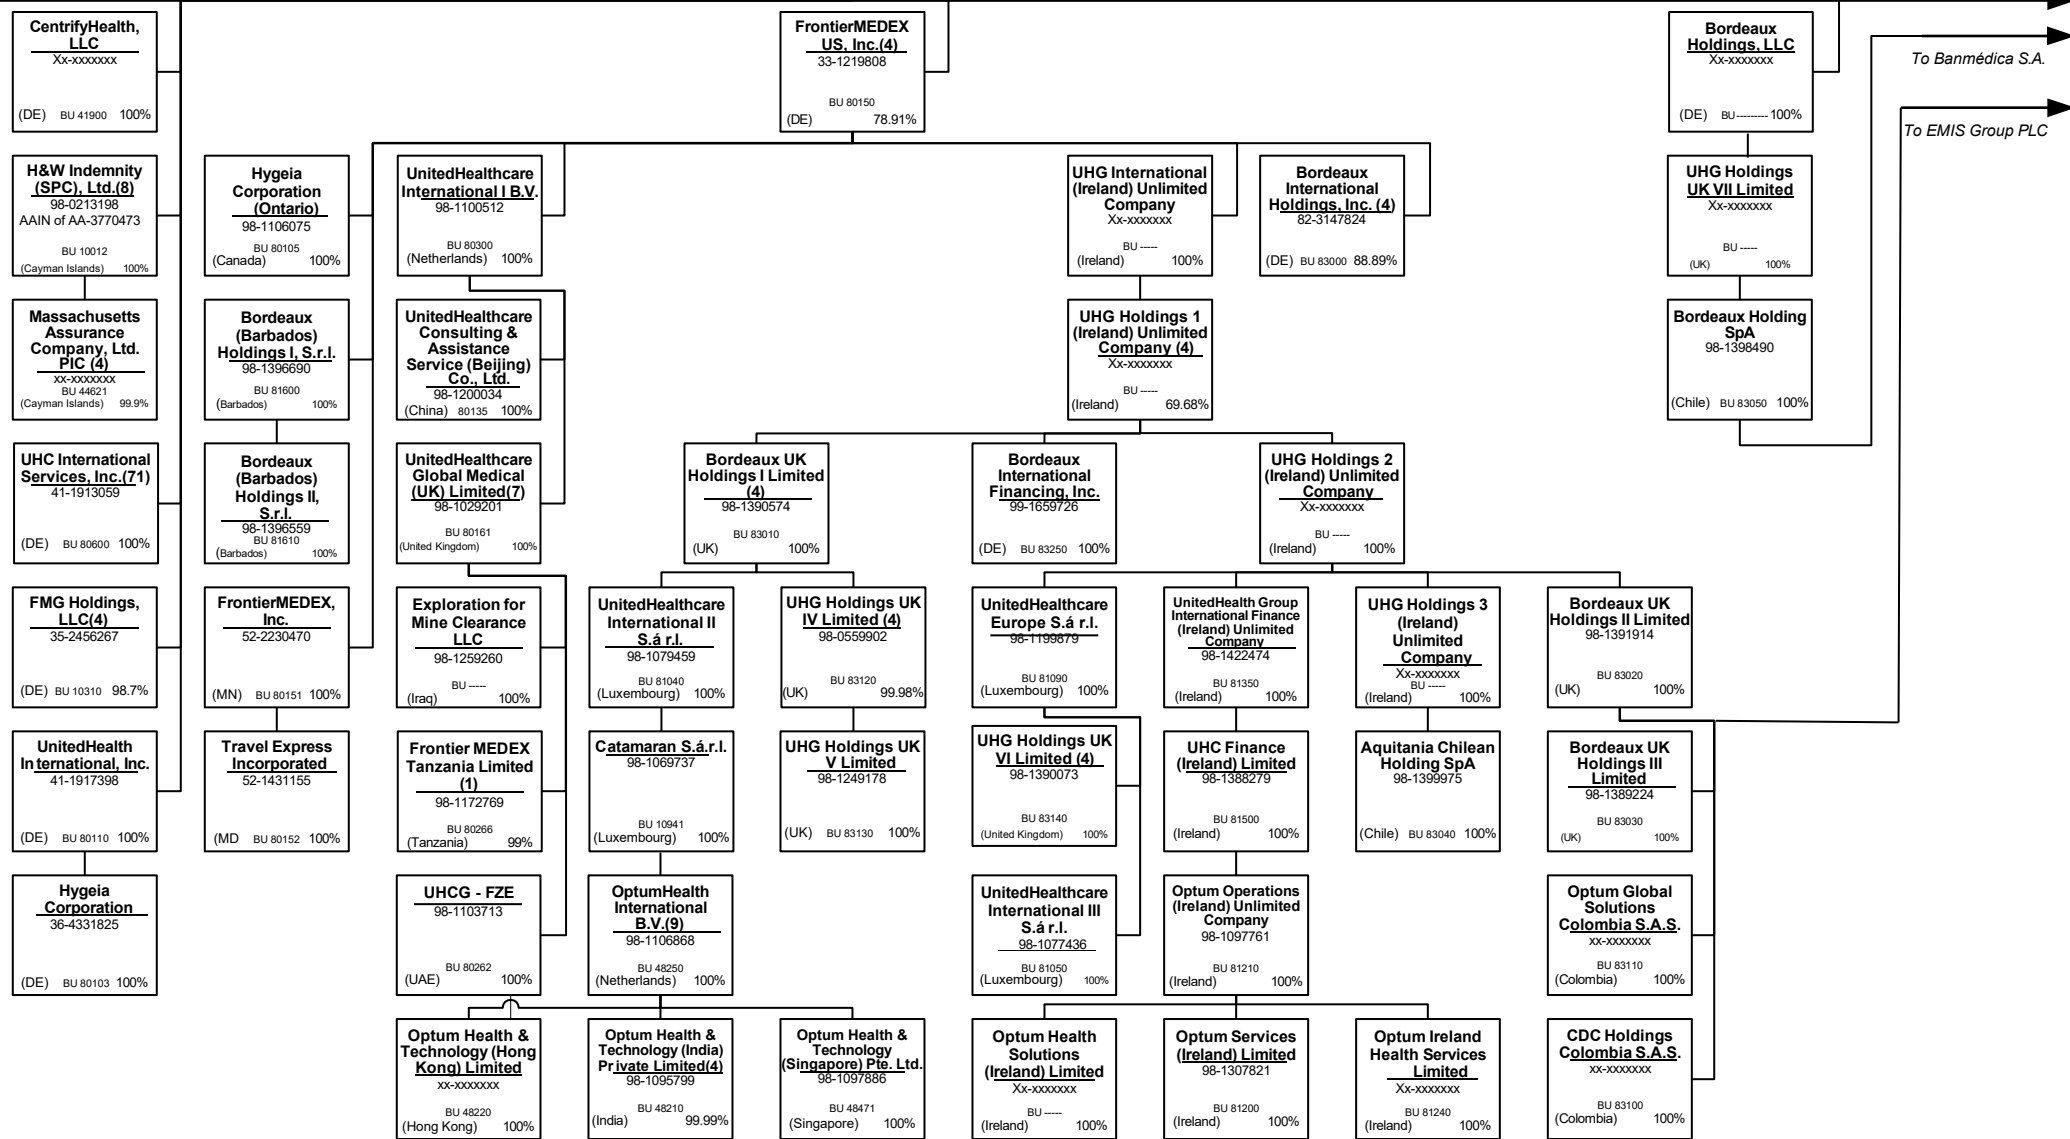 CentrifyHealth,
LLC
Xx-xxxxxxx
(DE) BU 41900 100%
FrontierMEDEX
US, Inc.(4)
33-1219808
BU 80150
(DE) 78.91%
Bordeaux
Holdings, LLC
Xx-xxxxxxx
(DE) BU--------- 100%
To Banmédica S.A.
To EMIS Group PLC
H&W Indemnity
(SPC), Ltd.(8)
98-0213198
AAIN of AA-3770473
BU 10012
(Cayman Islands) 100%
Hygeia
Corporation
(Ontario)
98-1106075
BU 80105
(Canada) 100%
UnitedHealthcare
International I B.V.
98-1100512
BU 80300
(Netherlands) 100%
UHG International
(Ireland) Unlimited
Company
Xx-xxxxxxx
BU -----
(Ireland) 100%
Bordeaux
International
Holdings, Inc. (4)
82-3147824
(DE) BU 83000 88.89%
UHG Holdings
UK VII Limited
Xx-xxxxxxx
BU -----
(UK) 100%
Massachusetts
Assurance
Company, Ltd.
PIC (4)
xx-xxxxxxx
BU 44621
(Cayman Islands) 99.9%
Bordeaux
(Barbados)
Holdings I, S.r.l.
98-1396690
BU 81600
(Barbados) 100%
UnitedHealthcare
Consulting &
Assistance
Service (Beijing)
Co., Ltd.
98-1200034
(China) 80135 100%
UHG Holdings 1
(Ireland) Unlimited
Company (4)
Xx-xxxxxxx
BU -----
(Ireland) 69.68%
Bordeaux Holding
SpA
98-1398490
(Chile) BU 83050 100%
UHC International
Services, Inc.(71)
41-1913059
(DE) BU 80600 100%
Bordeaux
(Barbados)
Holdings II,
S.r.l.
98-1396559
BU 81610
(Barbados) 100%
UnitedHealthcare
Global Medical
(UK) Limited(7)
98-1029201
BU 80161
(United Kingdom) 100%
Bordeaux UK
Holdings I Limited
(4)
98-1390574
BU 83010
(UK) 100%
Bordeaux
International
Financing, Inc.
99-1659726
(DE) BU 83250 100%
UHG Holdings 2
(Ireland) Unlimited
Company
Xx-xxxxxxx
BU -----
(Ireland) 100%
FMG Holdings,
LLC(4)
35-2456267
(DE) BU 10310 98.7%
FrontierMEDEX,
Inc.
52-2230470
(MN) BU 80151 100%
Exploration for
Mine Clearance
LLC
98-1259260
BU -----
(Iraq) 100%
UnitedHealthcare
International II
S.á r.l.
98-1079459
BU 81040
(Luxembourg) 100%
UHG Holdings UK
IV Limited (4)
98-0559902
BU 83120
(UK) 99.98%
UnitedHealthcare
Europe S.á r.l.
98-1199879
BU 81090
(Luxembourg) 100%
UnitedHealth Group
International Finance
(Ireland) Unlimited
Company
98-1422474
BU 81350
(Ireland) 100%
UHG Holdings 3
(Ireland)
Unlimited
Company
Xx-xxxxxxx
BU -----
(Ireland) 100%
Bordeaux UK
Holdings II Limited
98-1391914
BU 83020
(UK) 100%
UnitedHealth
International, Inc.
41-1917398
(DE) BU 80110 100%
Travel Express
Incorporated
52-1431155
(MD BU 80152 100%
Frontier MEDEX
Tanzania Limited
(1)
98-1172769
BU 80266
(Tanzania) 99%
Catamaran S.á.r.l.
98-1069737
BU 10941
(Luxembourg) 100%
UHG Holdings UK
V Limited
98-1249178
(UK) BU 83130 100%
UHG Holdings UK
VI Limited (4)
98-1390073
BU 83140
(United Kingdom) 100%
UHC Finance
(Ireland) Limited
98-1388279
BU 81500
(Ireland) 100%
Aquitania Chilean
Holding SpA
98-1399975
(Chile) BU 83040 100%
Bordeaux UK
Holdings III
Limited
98-1389224
BU 83030
(UK) 100%
Hygeia
Corporation
36-4331825
(DE) BU 80103 100%
UHCG - FZE
98-1103713
BU 80262
(UAE) 100%
OptumHealth
International
B.V.(9)
98-1106868
BU 48250
(Netherlands) 100%
UnitedHealthcare
International III
S.á r.l.
98-1077436
BU 81050
(Luxembourg) 100%
Optum Operations
(Ireland) Unlimited
Company
98-1097761
BU 81210
(Ireland) 100%
Optum Global
Solutions
Colombia S.A.S.
xx-xxxxxxx
BU 83110
(Colombia) 100%
Optum Health &
Technology (Hong
Kong) Limited
xx-xxxxxxx
BU 48220
(Hong Kong) 100%
Optum Health &
Technology (India)
Private Limited(4)
98-1095799
BU 48210
(India) 99.99%
Optum Health &
Technology
(Singapore) Pte. Ltd.
98-1097886
BU 48471
(Singapore) 100%
Optum Health
Solutions
(Ireland) Limited
Xx-xxxxxxx
BU -----
(Ireland) 100%
Optum Services
(Ireland) Limited
98-1307821
BU 81200
(Ireland) 100%
Optum Ireland
Health Services
Limited
Xx-xxxxxxx
BU 81240
(Ireland) 100%
CDC Holdings
Colombia S.A.S.
xx-xxxxxxx
BU 83100
(Colombia) 100%